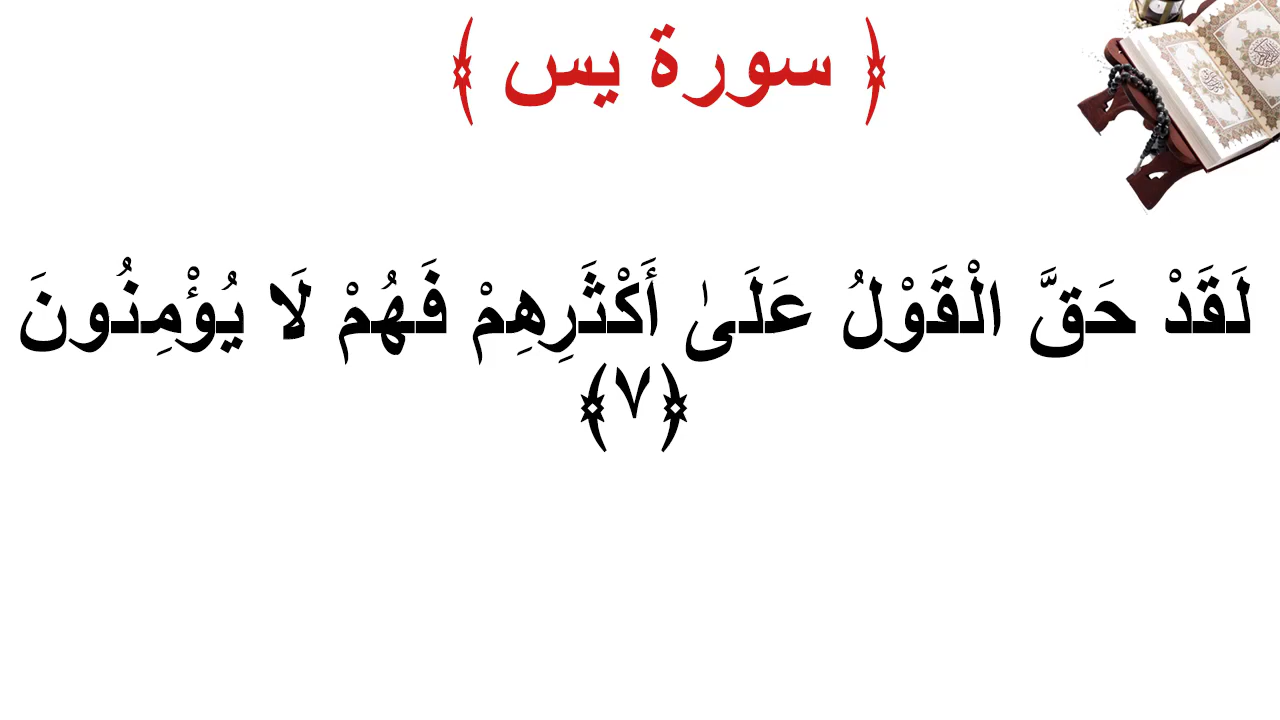 ﴿ سورة يس ﴾
لَقَدْ حَقَّ الْقَوْلُ عَلَىٰ أَكْثَرِهِمْ فَهُمْ لَا يُؤْمِنُونَ
﴿٧﴾